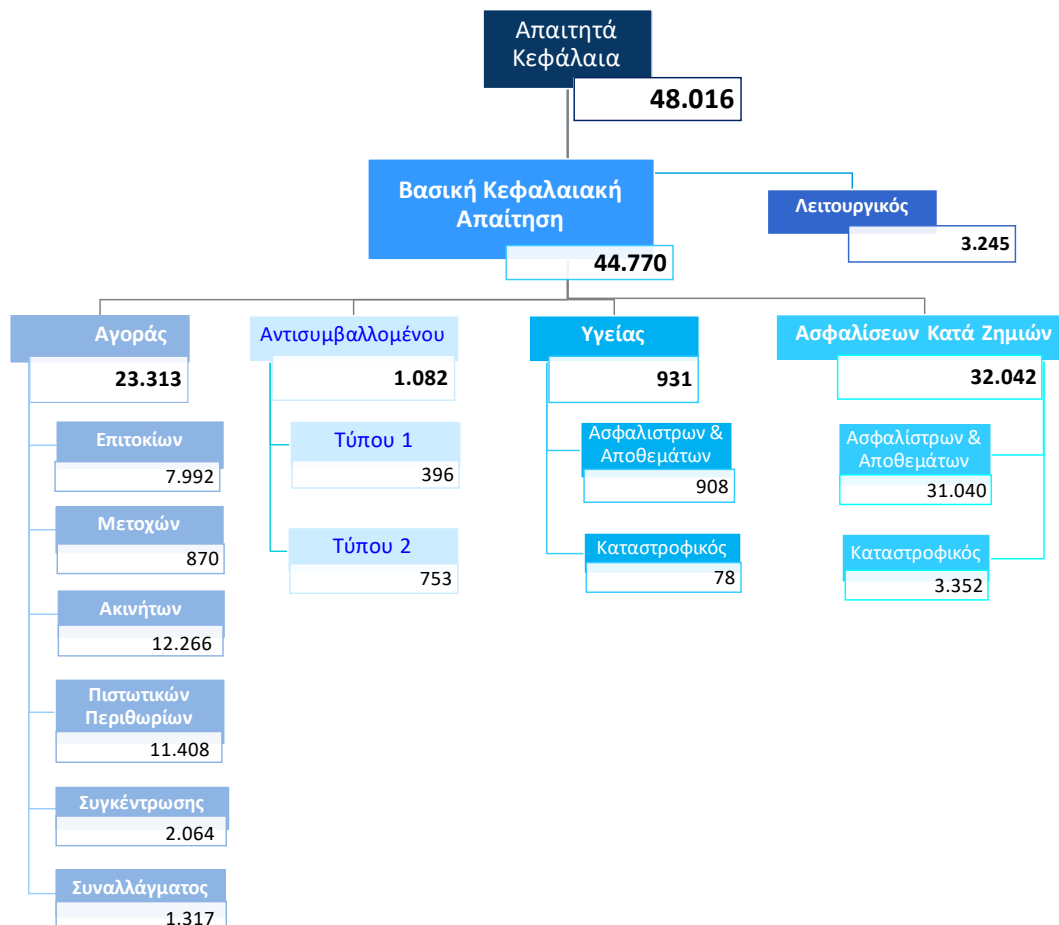 Απαιτητά
Κεφάλαια
48.016
Βασική Κεφαλαιακή
Απαίτηση
44.770
Λειτουργικός
3.245
Αγοράς
23.313
Επιτοκίων
7.992
Μετοχών
870
Ακινήτων
12.266
Πιστωτικών
Περιθωρίων
11.408
Συγκέντρωσης
2.064
Συναλλάγματος
1.317
Αντισυμβαλλομένου
1.082
Τύπου 1
396
Τύπου 2
753
Υγείας
931
Ασφαλιστρων &
Αποθεμάτων
908
Καταστροφικός
78
Ασφαλίσεων Κατά Ζημιών
32.042
Ασφαλίστρων &
Αποθεμάτων
31.040
Καταστροφικός
3.352